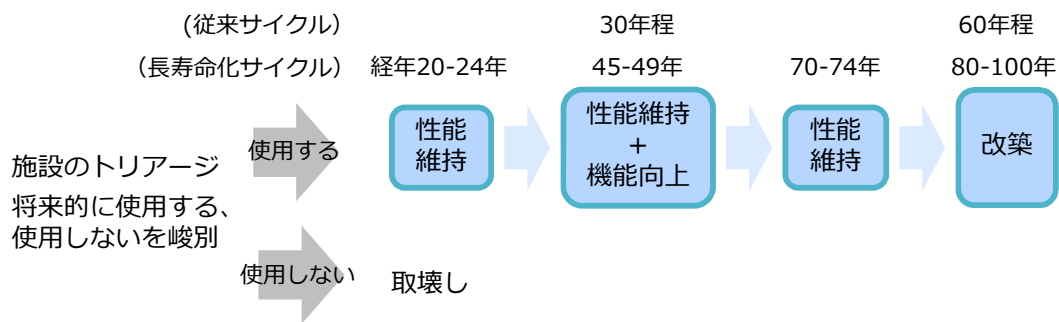 (従来サイクル） 30年程 60年程
（長寿命化サイクル） 経年20-24年 45-49年 70-74年 80-100年
使用する
性能
維持
性能維持
+
機能向上
性能
維持
改築
施設のトリアージ
将来的に使用する、
使用しないを峻別
使用しない
取壊し